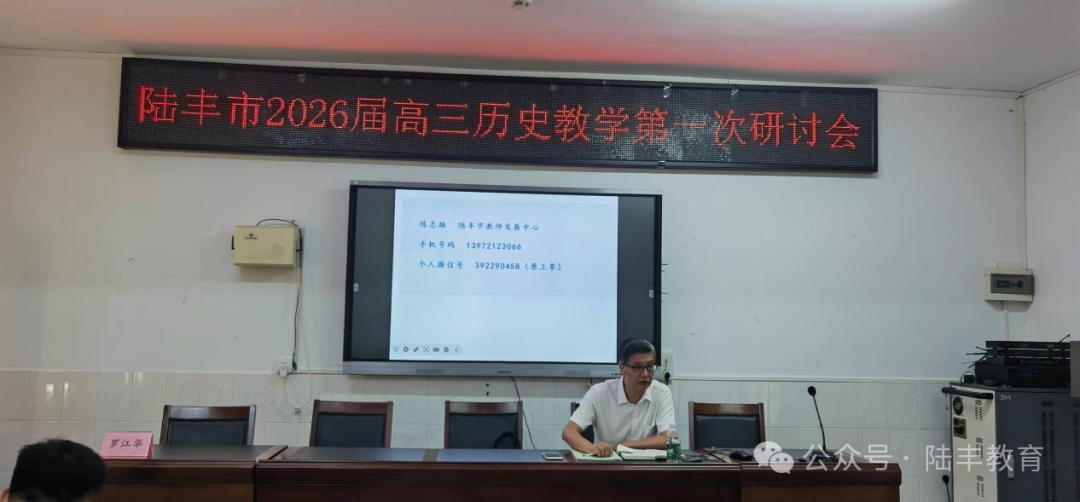 陆丰市2026届高三历史教学第一次研讨会
陈志雄 陆丰市教师发展中心
手机号码 13972123066
个人微信号 392290458（原上草）
罗江华
公众号·陆丰教育